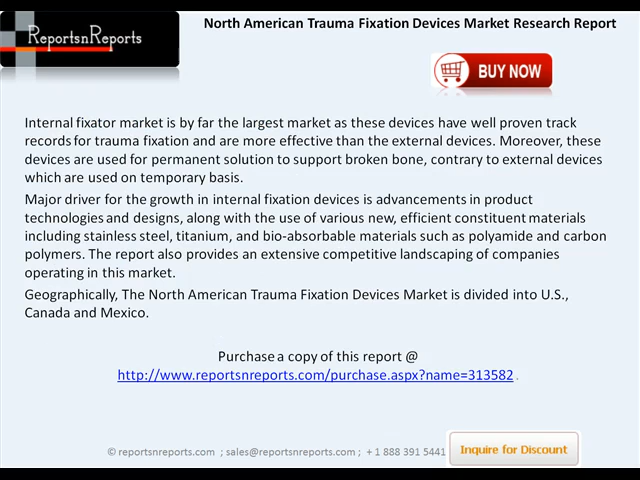 ReportsnReports
North American Trauma Fixation Devices Market Research Report
BUY NOW
Internal fixator market is by far the largest market as these devices have well proven track
records for trauma fixation and are more effective than the external devices. Moreover, these
devices are used for permanent solution to support broken bone, contrary to external devices
which are used on temporary basis.
Major driver for the growth in internal fixation devices is advancements in product
technologies and designs, along with the use of various new, efficient constituent materials
including stainless steel, titanium, and bio-absorbable materials such as polyamide and carbon
polymers. The report also provides an extensive competitive landscaping of companies
operating in this market.
Geographically, The North American Trauma Fixation Devices Market is divided into U.S.,
Canada and Mexico.
Purchase a copy of this report @
http://www.reportsnreports.com/purchase.aspx?name=313582 .
© reportsnreports.com ; sales@reportsnreports.com ; + 1 888 391 5441
Inquire for Discount